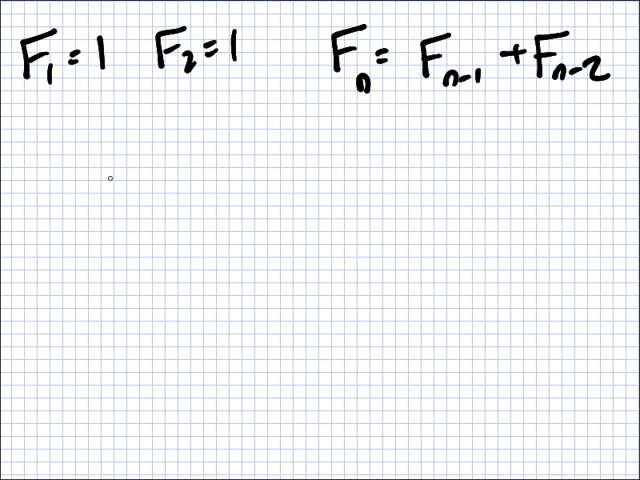 F₁ = 1 F₂ = 1 Fₙ = Fₙ₋₁ + Fₙ₋₂